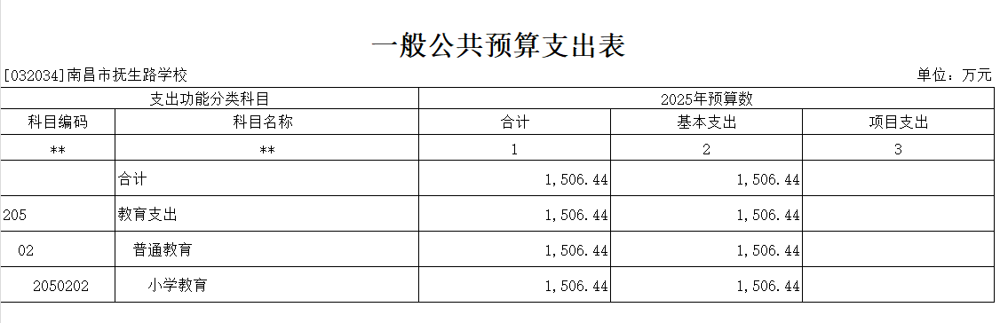 一般公共预算支出表
[032034]南昌市抚生路学校 单位：万元
支出功能分类科目 2025年预算数
科目编码 科目名称 合计 基本支出 项目支出
** ** 1 2 3
合计 1,506.44 1,506.44
205 教育支出 1,506.44 1,506.44
02 普通教育 1,506.44 1,506.44
2050202 小学教育 1,506.44 1,506.44